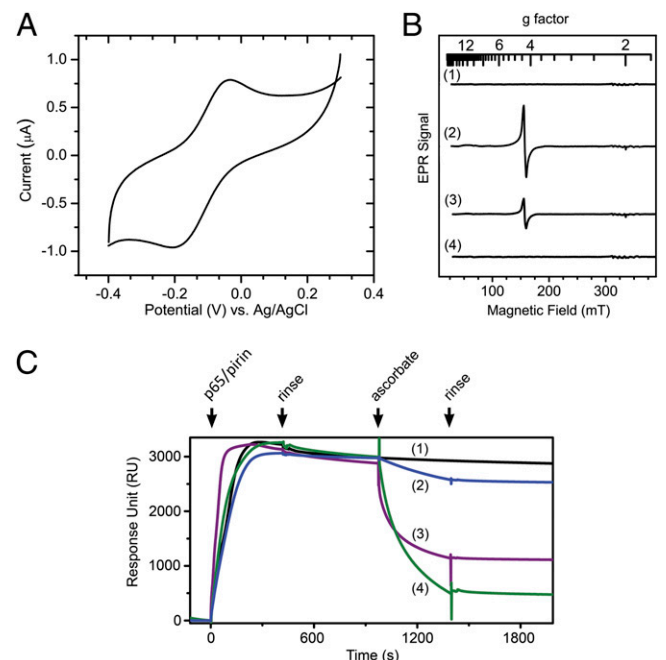 A
Current (µA)
1.0
0.5
0.0
-0.5
-1.0
-0.4 -0.2 0.0 0.2 0.4
Potential (V) vs. Ag/AgCl
B
g factor
12 6 4 2
EPR Signal
(1)
(2)
(3)
(4)
100 200 300
Magnetic Field (mT)
C
p65/pirin
rinse
ascorbate
rinse
Response Unit (RU)
3000
2000
1000
0
(1)
(2)
(3)
(4)
0 600 1200 1800
Time (s)